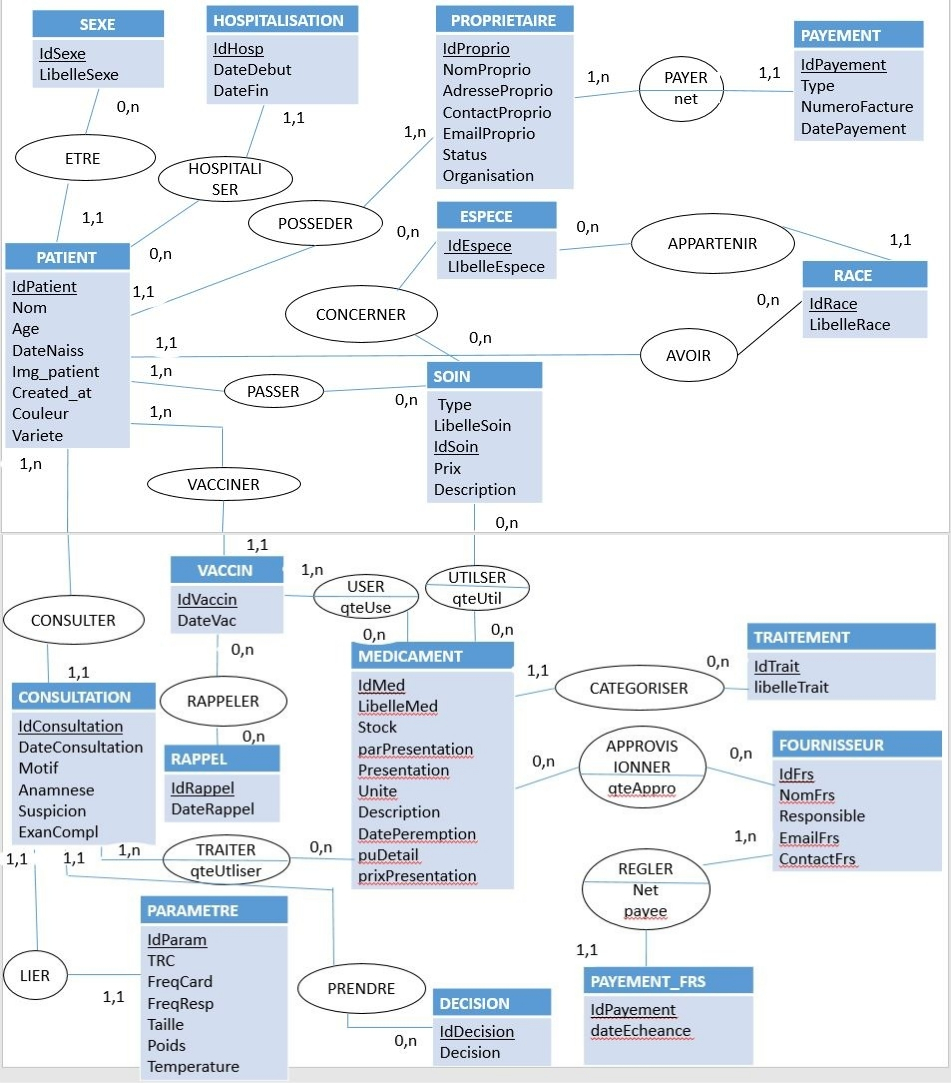 SEXE
IdSexe
LibelleSexe
HOSPITALISATION
IdHosp
DateDebut
DateFin
PROPRIETAIRE
IdProprio
NomProprio
AdresseProprio
ContactProprio
EmailProprio
Status
Organisation
PAYEMENT
IdPayement
Type
NumeroFacture
DatePayement
1,n
PAYER
net
1,1
0,n
1,1
1,n
ETRE
HOSPITALI
SER
POSSEDER
1,1
0,n
0,n
ESPECE
IdEspece
LIbelleEspece
0,n
APPARTENIR
1,1
PATIENT
IdPatient
Nom
Age
DateNaiss
Img_patient
Created_at
Couleur
Variete
1,1
CONCERNER
RACE
IdRace
LibelleRace
0,n
1,1
0,n
AVOIR
1,n
PASSER
0,n
SOIN
Type
LibelleSoin
IdSoin
Prix
Description
1,n
1,n
VACCINER
0,n
1,1
VACCIN
IdVaccin
DateVac
1,n
USER
qteUse
0,n
UTILSER
qteUtil
0,n
CONSULTER
1,1
0,n
MEDICAMENT
IdMed
LibelleMed
Stock
parPresentation
Presentation
Unite
Description
DatePeremption
puDetail
prixPresentation
1,1
CATEGORISER
0,n
TRAITEMENT
IdTrait
libelleTrait
CONSULTATION
IdConsultation
DateConsultation
Motif
Anamnese
Suspicion
ExanCompl
RAPPELER
0,n
RAPPEL
IdRappel
DateRappel
0,n
APPROVIS
IONNER
qteAppro
0,n
FOURNISSEUR
IdFrs
NomFrs
Responsible
EmailFrs
ContactFrs
1,1
1,1
1,n
TRAITER
qteUtliser
0,n
1,n
REGLER
Net
payee
1,1
PARAMETRE
IdParam
TRC
FreqCard
FreqResp
Taille
Poids
Temperature
LIER
1,1
PRENDRE
0,n
DECISION
IdDecision
Decision
PAYEMENT_FRS
IdPayement
dateEcheance